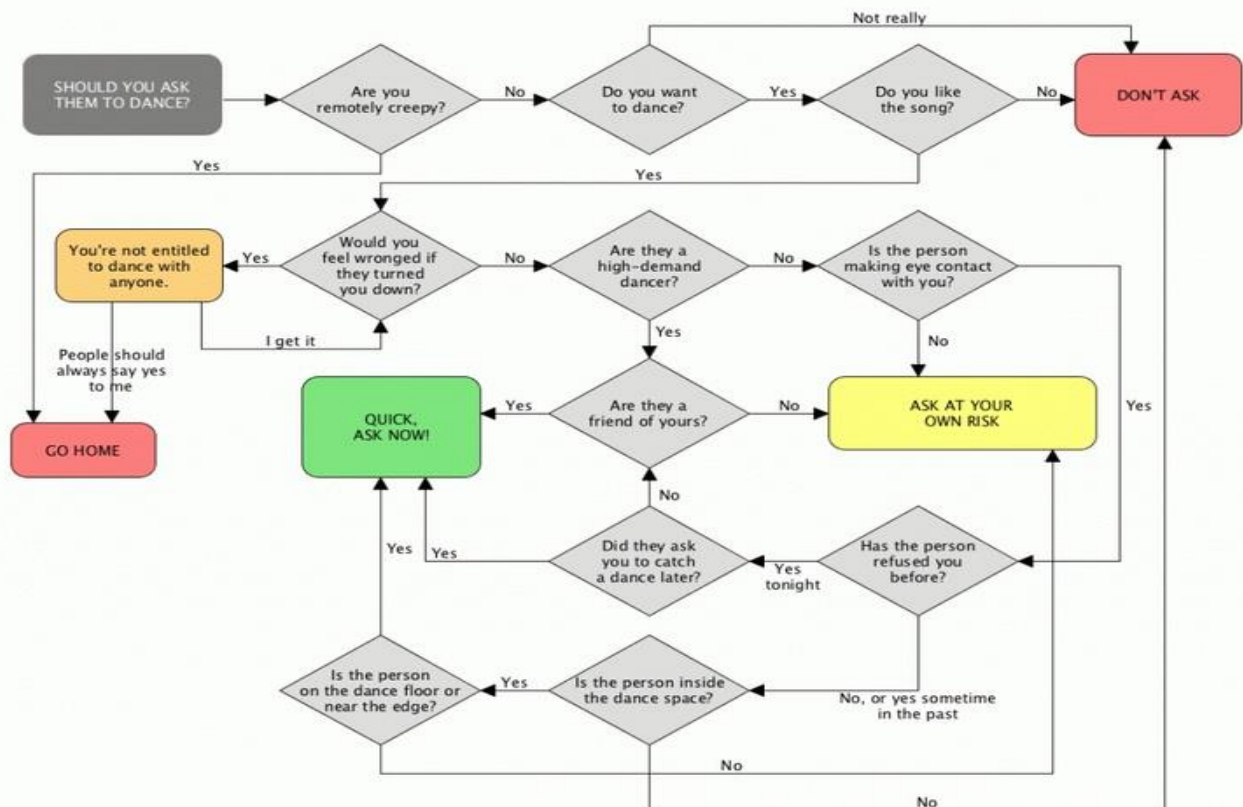 Not really
SHOULD YOU ASK
THEM TO DANCE?
Are you
remotely creepy?
No
Do you want
to dance?
Yes
Do you like
the song?
No
DON'T ASK
Yes
Yes
You're not entitled
to dance with
anyone.
Yes
Would you
feel wronged if
they turned
you down?
No
Are they a
high-demand
dancer?
No
Is the person
making eye contact
with you?
I get it
Yes
No
People should
always say yes
to me
GO HOME
QUICK,
ASK NOW!
Yes
Are they a
friend of yours?
No
ASK AT YOUR
OWN RISK
Yes
No
Yes
Yes
Did they ask
you to catch
a dance later?
Yes
tonight
Has the person
refused you
before?
Is the person
on the dance floor or
near the edge?
Yes
Is the person inside
the dance space?
No, or yes sometime
in the past
No
No